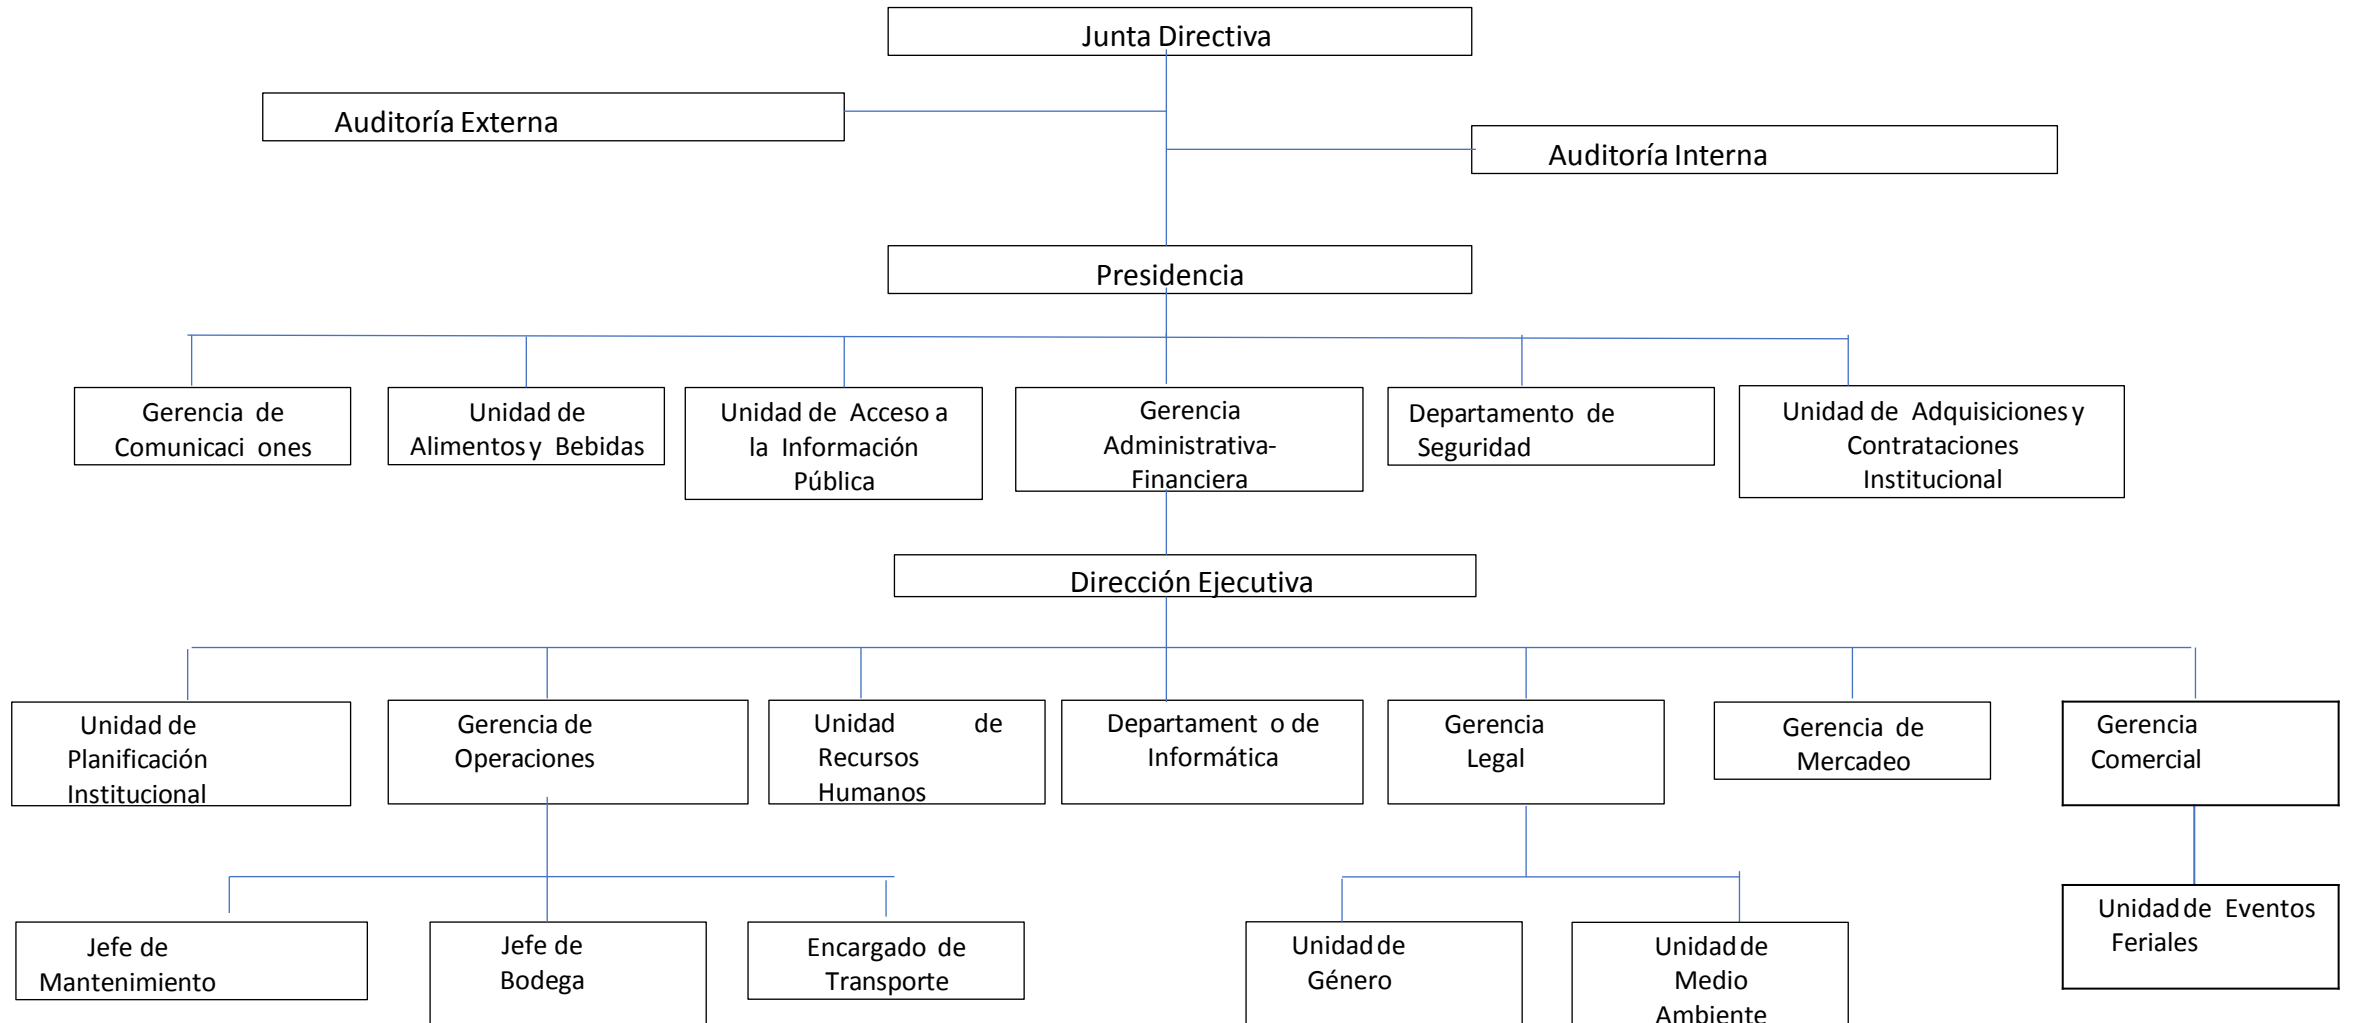 Junta Directiva
Auditoría Externa
Auditoría Interna
Presidencia
Gerencia de
Comunicaci ones
Unidad de
Alimentos y Bebidas
Unidad de Acceso a
la Información
Pública
Gerencia
Administrativa-
Financiera
Departamento de
Seguridad
Unidad de Adquisiciones y
Contrataciones
Institucional
Dirección Ejecutiva
Unidad de
Planificación
Institucional
Gerencia de
Operaciones
Unidad de
Recursos
Humanos
Departament o de
Informática
Gerencia
Legal
Gerencia de
Mercadeo
Gerencia
Comercial
Jefe de
Mantenimiento
Jefe de
Bodega
Encargado de
Transporte
Unidad de
Género
Unidad de
Medio
Ambiente
Unidad de Eventos
Feriales